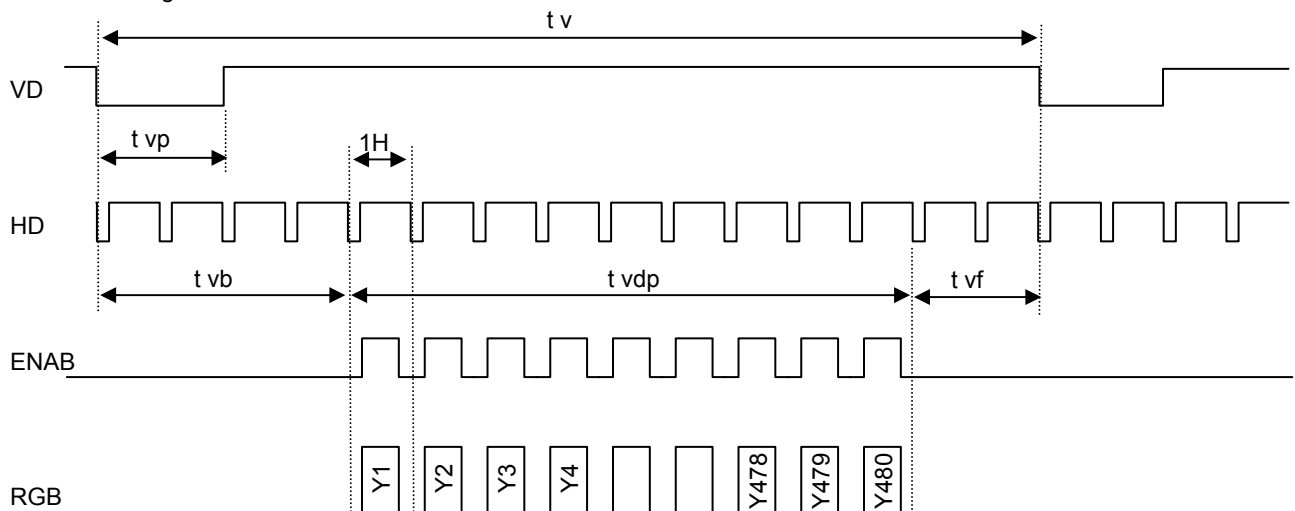 t v
VD
t vp
1H
HD
t vb
t vdp
t vf
ENAB
RGB
Y1
Y2
Y3
Y4
Y478
Y479
Y480